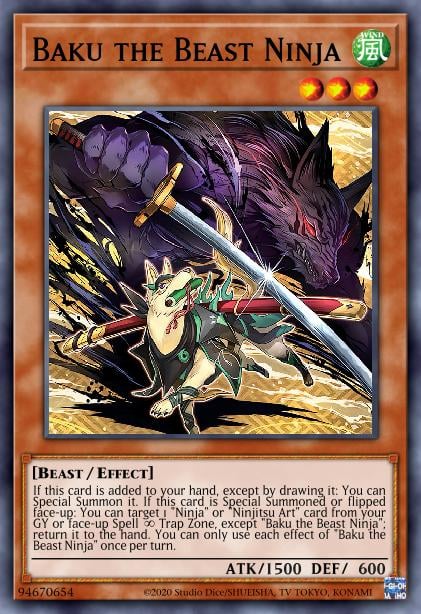 BAKU THE BEAST NINJA
WIND
風
[BEAST / EFFECT]
If this card is added to your hand, except by drawing it: You can
Special Summon it. If this card is Special Summoned or flipped
face-up: You can target 1 "Ninja" or "Ninjitsu Art" card from your
GY or face-up Spell ∞ Trap Zone, except "Baku the Beast Ninja";
return it to the hand. You can only use each effect of "Baku the
Beast Ninja" once per turn.
ATK/1500 DEF/ 600
94670654
©2020 Studio Dice/SHUEISHA, TV TOKYO, KONAMI